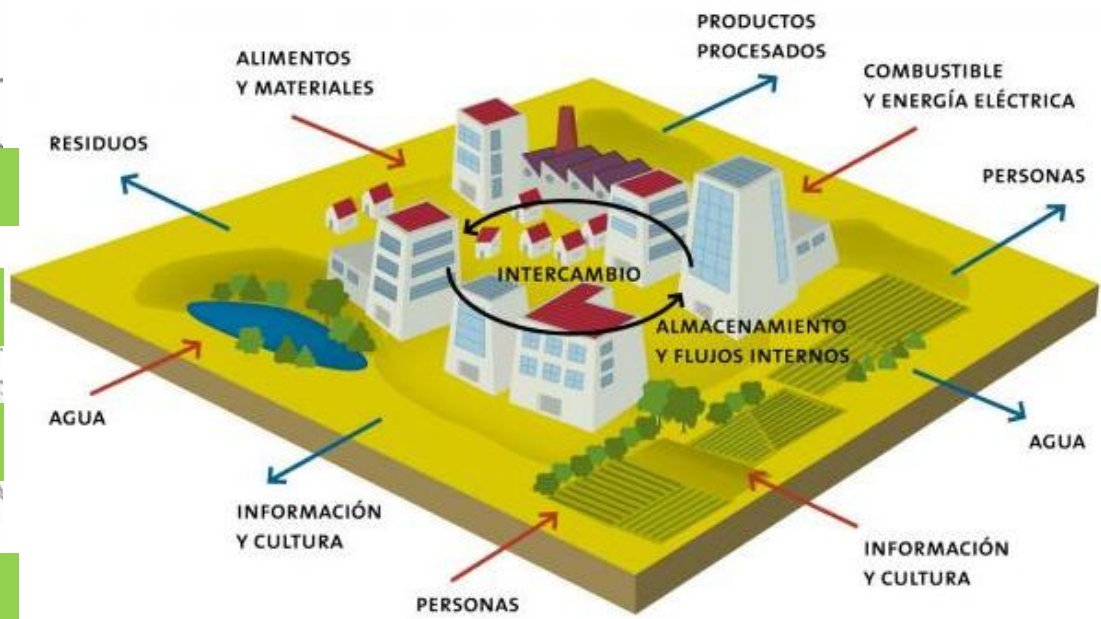 PRODUCTOS
PROCESADOS
ALIMENTOS
Y MATERIALES
COMBUSTIBLE
Y ENERGÍA ELÉCTRICA
RESIDUOS
PERSONAS
INTERCAMBIO
ALMACENAMIENTO
Y FLUJOS INTERNOS
AGUA
AGUA
INFORMACIÓN
Y CULTURA
INFORMACIÓN
Y CULTURA
PERSONAS